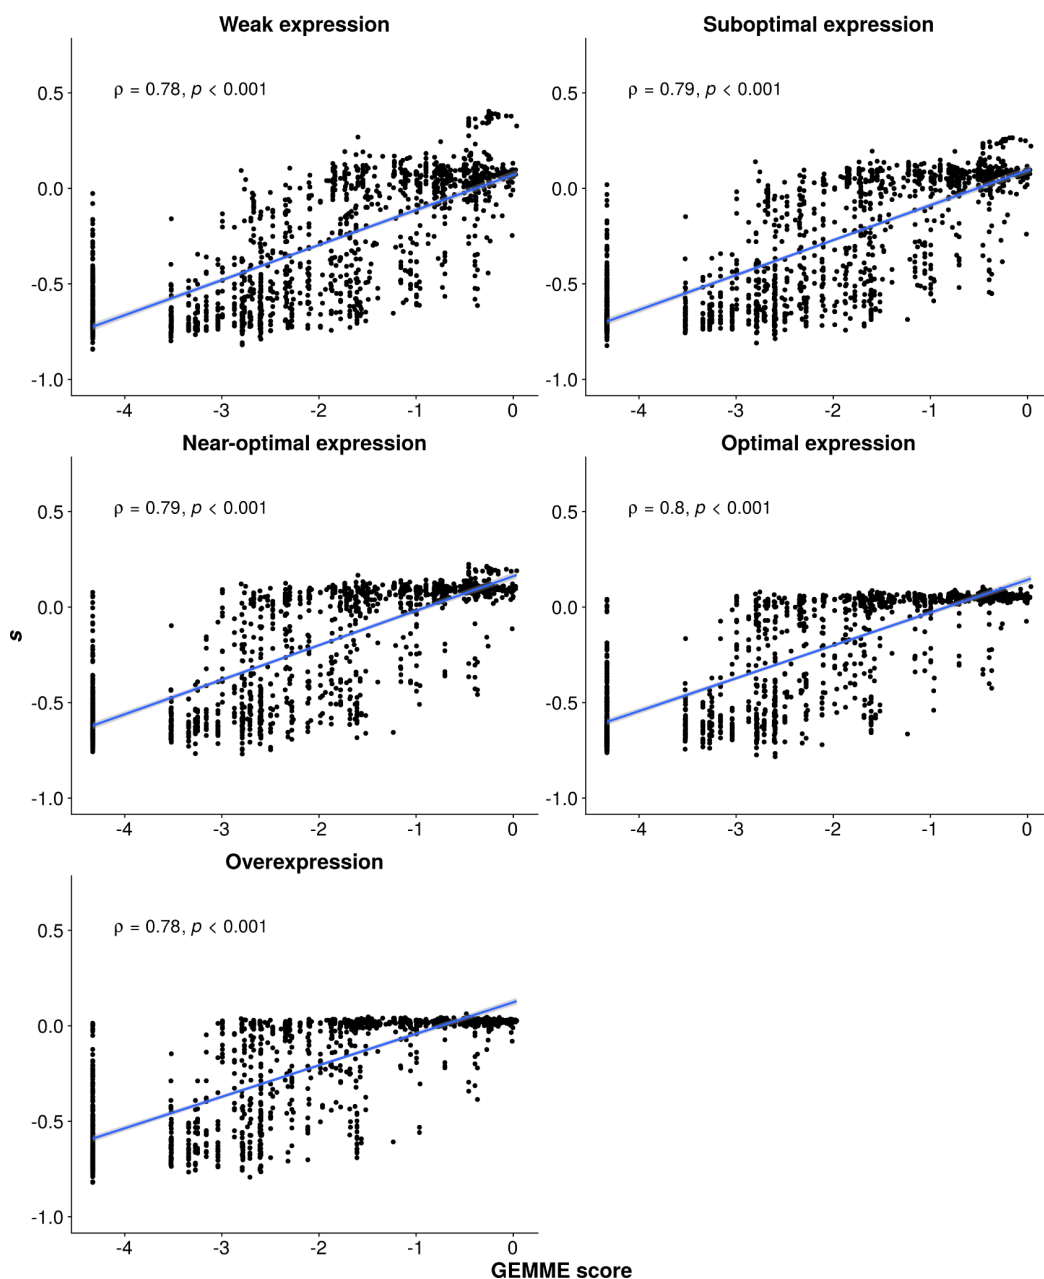 Weak expression
ρ = 0.78, p < 0.001
0.5
0.0
-0.5
-1.0
-4 -3 -2 -1 0
Suboptimal expression
ρ = 0.79, p < 0.001
0.5
0.0
-0.5
-1.0
-4 -3 -2 -1 0
Near-optimal expression
ρ = 0.79, p < 0.001
0.5
0.0
-0.5
-1.0
-4 -3 -2 -1 0
Optimal expression
ρ = 0.8, p < 0.001
0.5
0.0
-0.5
-1.0
-4 -3 -2 -1 0
s
Overexpression
ρ = 0.78, p < 0.001
0.5
0.0
-0.5
-1.0
-4 -3 -2 -1 0
GEMME score